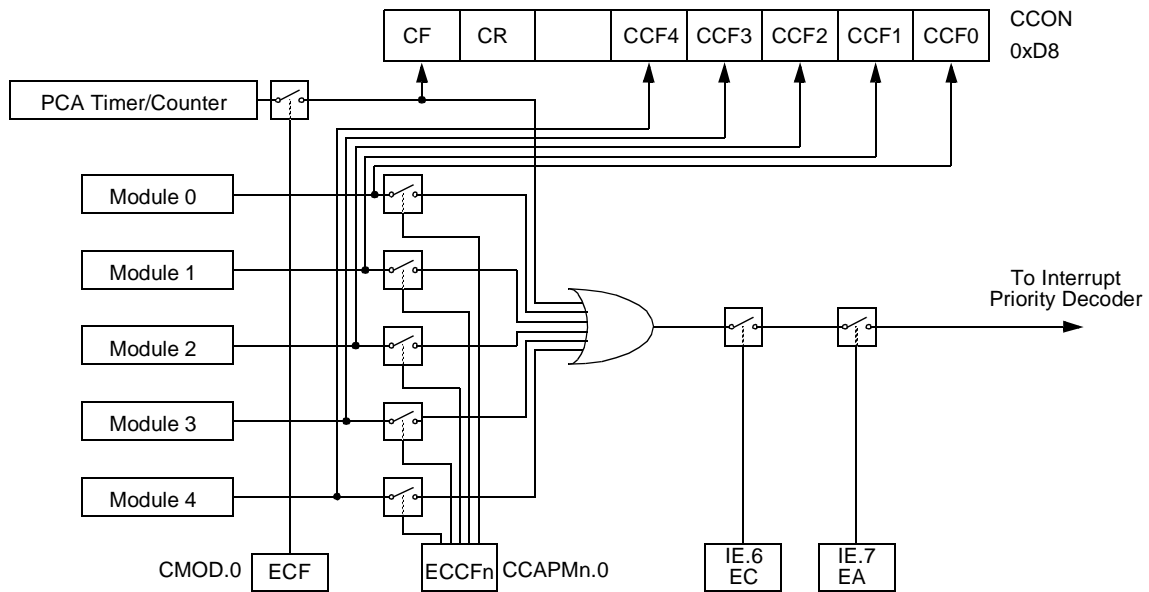 CF CR CCF4 CCF3 CCF2 CCF1 CCF0
CCON
0xD8
PCA Timer/Counter
Module 0
Module 1
Module 2
Module 3
Module 4
To Interrupt
Priority Decoder
CMOD.0 ECF
ECCFn CCAPMn.0
IE.6
EC
IE.7
EA